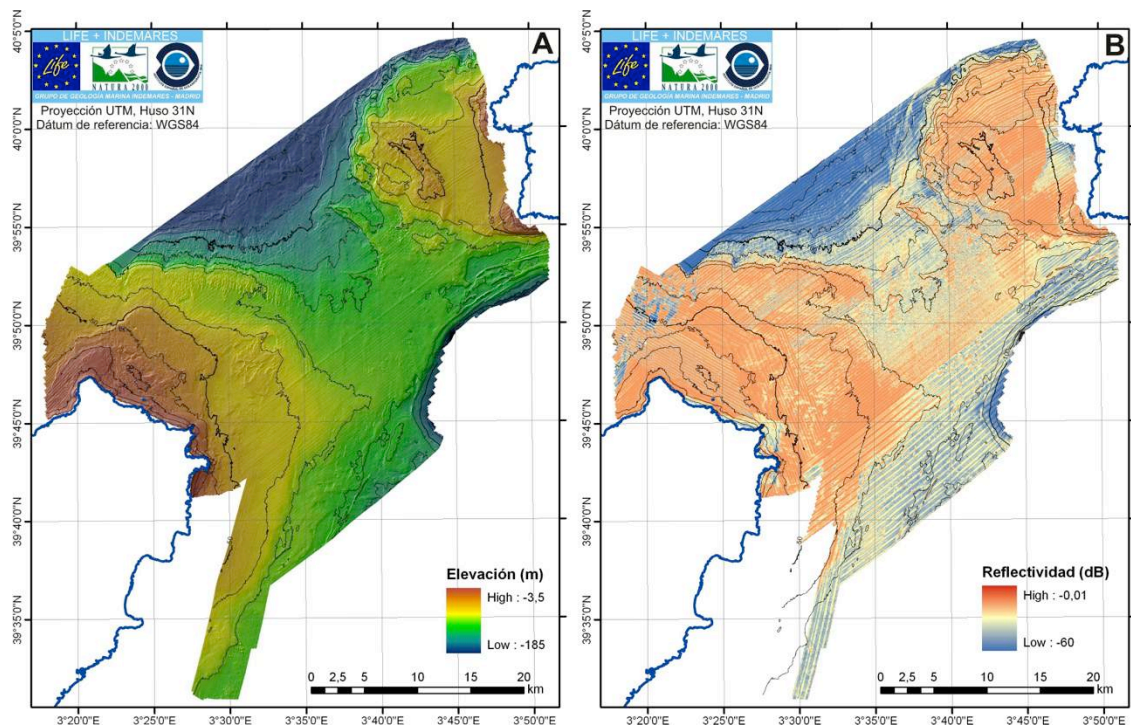 LIFE + INDEMARES
Life
NATURA 2000
GRUPO DE GEOLOGÍA MARINA INDEMARES - MADRID
Proyección UTM, Huso 31N
Dátum de referencia: WGS84
A
40°5'0"N
40°0'0"N
39°55'0"N
39°50'0"N
39°45'0"N
39°40'0"N
39°35'0"N
Elevación (m)
High : -3,5
Low : -185
0 2,5 5 10 15 20
km
3°20'0"E 3°25'0"E 3°30'0"E 3°35'0"E 3°40'0"E 3°45'0"E 3°50'0"E
LIFE + INDEMARES
Life
NATURA 2000
GRUPO DE GEOLOGÍA MARINA INDEMARES - MADRID
Proyección UTM, Huso 31N
Dátum de referencia: WGS84
B
40°5'0"N
40°0'0"N
39°55'0"N
39°50'0"N
39°45'0"N
39°40'0"N
39°35'0"N
Reflectividad (dB)
High : -0,01
Low : -60
0 2,5 5 10 15 20
km
3°20'0"E 3°25'0"E 3°30'0"E 3°35'0"E 3°40'0"E 3°45'0"E 3°50'0"E